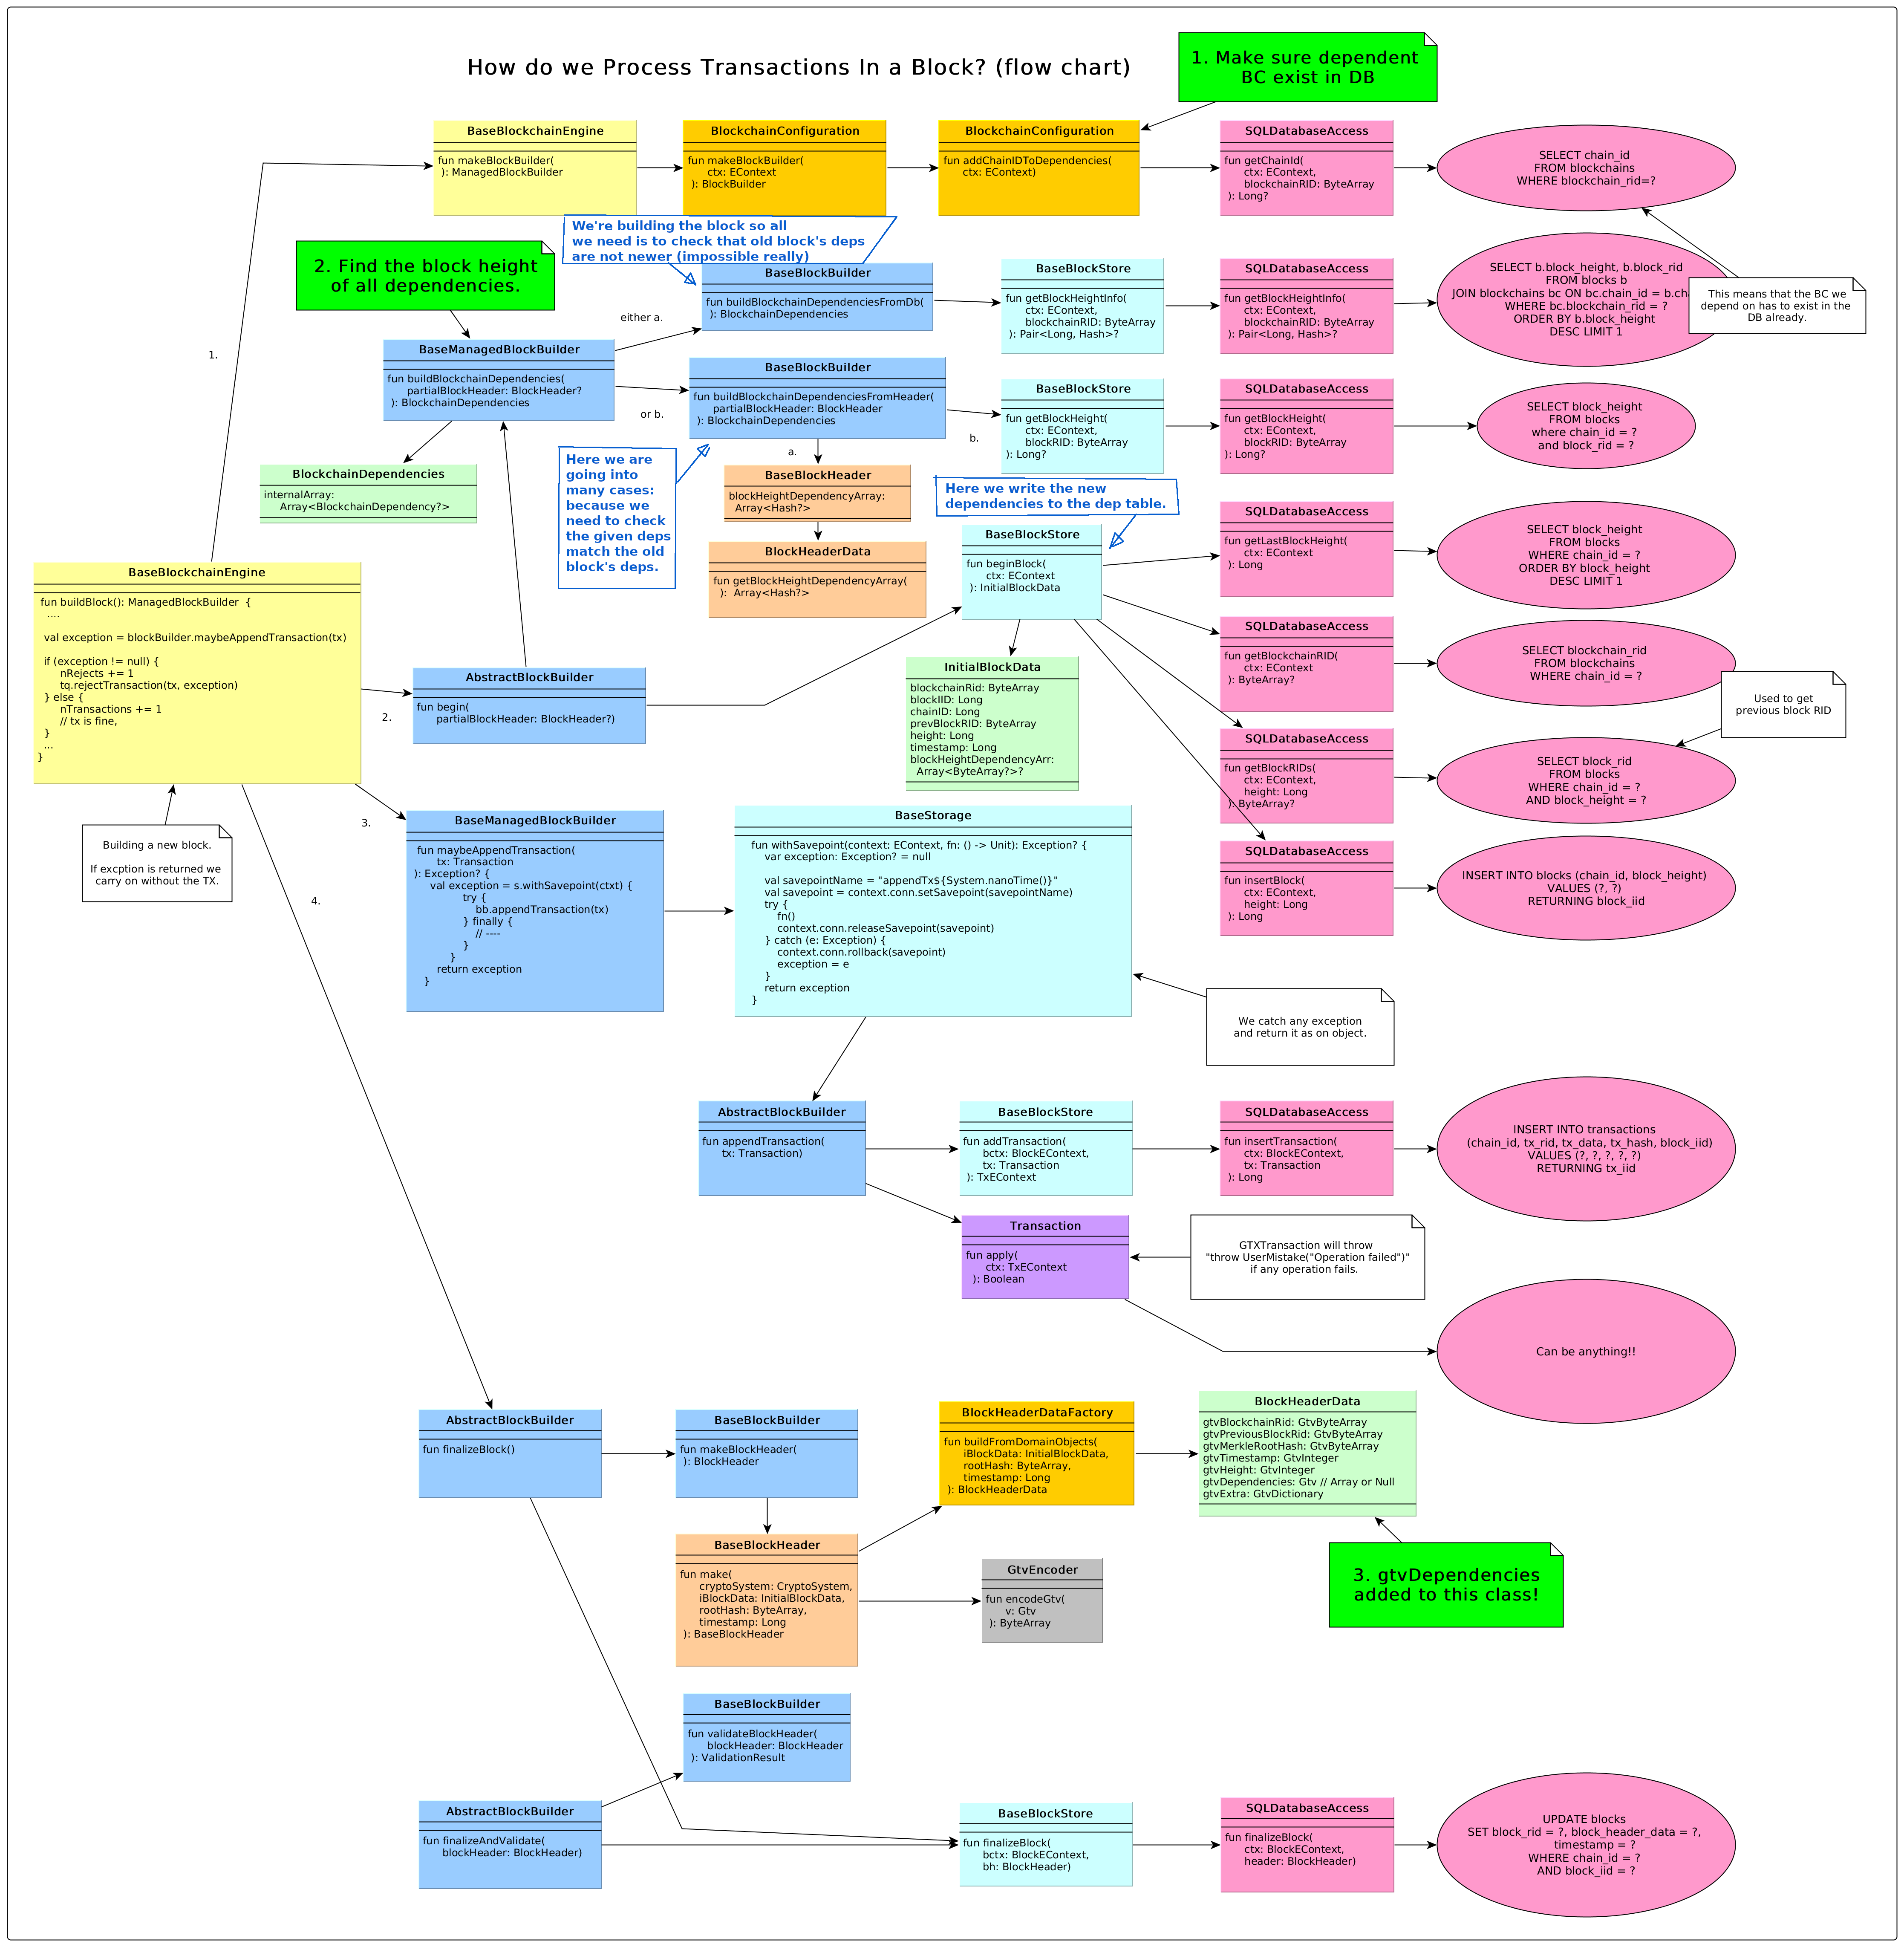 How do we Process Transactions In a Block? (flow chart)
1. Make sure dependent
BC exist in DB
BaseBlockchainEngine
fun makeBlockBuilder(
): ManagedBlockBuilder
BlockchainConfiguration
fun makeBlockBuilder(
ctx: EContext
): BlockBuilder
BlockchainConfiguration
fun addChainIDToDependencies(
ctx: EContext)
SQLDatabaseAccess
fun getChainId(
ctx: EContext,
blockchainRID: ByteArray
): Long?
SELECT chain_id
FROM blockchains
WHERE blockchain_rid=?
We're building the block so all
we need is to check that old block's deps
are not newer (impossible really)
2. Find the block height
of all dependencies.
1.
either a.
BaseBlockBuilder
fun buildBlockchainDependenciesFromDb(
): BlockchainDependencies
BaseBlockStore
fun getBlockHeightInfo(
ctx: EContext,
blockchainRID: ByteArray
): Pair<Long, Hash>?
SQLDatabaseAccess
fun getBlockHeightInfo(
ctx: EContext,
blockchainRID: ByteArray
): Pair<Long, Hash>?
SELECT b.block_height, b.block_rid
FROM blocks b
JOIN blockchains bc ON bc.chain_id = b.ch
WHERE bc.blockchain_rid = ?
ORDER BY b.block_height
DESC LIMIT 1
This means that the BC we
depend on has to exist in the
DB already.
BaseManagedBlockBuilder
fun buildBlockchainDependencies(
partialBlockHeader: BlockHeader?
): BlockchainDependencies
or b.
BaseBlockBuilder
fun buildBlockchainDependenciesFromHeader(
partialBlockHeader: BlockHeader
): BlockchainDependencies
a.
b.
BaseBlockStore
fun getBlockHeight(
ctx: EContext,
blockRID: ByteArray
): Long?
SQLDatabaseAccess
fun getBlockHeight(
ctx: EContext,
blockRID: ByteArray
): Long?
SELECT block_height
FROM blocks
where chain_id = ?
and block_rid = ?
BlockchainDependencies
internalArray:
Array<BlockchainDependency?>
Here we are
going into
many cases:
because we
need to check
the given deps
match the old
block's deps.
BaseBlockHeader
blockHeightDependencyArray:
Array<Hash?>
BlockHeaderData
fun getBlockHeightDependencyArray(
): Array<Hash?>
Here we write the new
dependencies to the dep table.
BaseBlockStore
fun beginBlock(
ctx: EContext
): InitialBlockData
SQLDatabaseAccess
fun getLastBlockHeight(
ctx: EContext
): Long
SELECT block_height
FROM blocks
WHERE chain_id = ?
ORDER BY block_height
DESC LIMIT 1
BaseBlockchainEngine
fun buildBlock(): ManagedBlockBuilder {
....
val exception = blockBuilder.maybeAppendTransaction(tx)
if (exception != null) {
nRejects += 1
tq.rejectTransaction(tx, exception)
} else {
nTransactions += 1
// tx is fine,
}
...
}
2.
AbstractBlockBuilder
fun begin(
partialBlockHeader: BlockHeader?)
InitialBlockData
blockchainRid: ByteArray
blockIID: Long
chainID: Long
prevBlockRID: ByteArray
height: Long
timestamp: Long
blockHeightDependencyArr:
Array<ByteArray?>?
SQLDatabaseAccess
fun getBlockchainRID(
ctx: EContext
): ByteArray?
SELECT blockchain_rid
FROM blockchains
WHERE chain_id = ?
Used to get
previous block RID
SQLDatabaseAccess
fun getBlockRIDs(
ctx: EContext,
height: Long
): ByteArray?
SELECT block_rid
FROM blocks
WHERE chain_id = ?
AND block_height = ?
Building a new block.
If excption is returned we
carry on without the TX.
3.
4.
BaseManagedBlockBuilder
fun maybeAppendTransaction(
tx: Transaction
): Exception? {
val exception = s.withSavepoint(ctxt) {
try {
bb.appendTransaction(tx)
} finally {
// ----
}
}
return exception
}
BaseStorage
fun withSavepoint(context: EContext, fn: () -> Unit): Exception? {
var exception: Exception? = null
val savepointName = "appendTx${System.nanoTime()}"
val savepoint = context.conn.setSavepoint(savepointName)
try {
fn()
context.conn.releaseSavepoint(savepoint)
} catch (e: Exception) {
context.conn.rollback(savepoint)
exception = e
}
return exception
}
SQLDatabaseAccess
fun insertBlock(
ctx: EContext,
height: Long
): Long
INSERT INTO blocks (chain_id, block_height)
VALUES (?, ?)
RETURNING block_iid
We catch any exception
and return it as on object.
AbstractBlockBuilder
fun appendTransaction(
tx: Transaction)
BaseBlockStore
fun addTransaction(
bctx: BlockEContext,
tx: Transaction
): TxEContext
SQLDatabaseAccess
fun insertTransaction(
ctx: BlockEContext,
tx: Transaction
): Long
INSERT INTO transactions
(chain_id, tx_rid, tx_data, tx_hash, block_iid)
VALUES (?, ?, ?, ?, ?)
RETURNING tx_iid
Transaction
fun apply(
ctx: TxEContext
): Boolean
GTXTransaction will throw
"throw UserMistake("Operation failed")"
if any operation fails.
Can be anything!!
AbstractBlockBuilder
fun finalizeBlock()
BaseBlockBuilder
fun makeBlockHeader(
): BlockHeader
BlockHeaderDataFactory
fun buildFromDomainObjects(
iBlockData: InitialBlockData,
rootHash: ByteArray,
timestamp: Long
): BlockHeaderData
BlockHeaderData
gtvBlockchainRid: GtvByteArray
gtvPreviousBlockRid: GtvByteArray
gtvMerkleRootHash: GtvByteArray
gtvTimestamp: GtvInteger
gtvHeight: GtvInteger
gtvDependencies: Gtv // Array or Null
gtvExtra: GtvDictionary
BaseBlockHeader
fun make(
cryptoSystem: CryptoSystem,
iBlockData: InitialBlockData,
rootHash: ByteArray,
timestamp: Long
): BaseBlockHeader
GtvEncoder
fun encodeGtv(
v: Gtv
): ByteArray
3. gtvDependencies
added to this class!
BaseBlockBuilder
fun validateBlockHeader(
blockHeader: BlockHeader
): ValidationResult
AbstractBlockBuilder
fun finalizeAndValidate(
blockHeader: BlockHeader)
BaseBlockStore
fun finalizeBlock(
bctx: BlockEContext,
bh: BlockHeader)
SQLDatabaseAccess
fun finalizeBlock(
ctx: BlockEContext,
header: BlockHeader)
UPDATE blocks
SET block_rid = ?, block_header_data = ?,
timestamp = ?
WHERE chain_id = ?
AND block_iid = ?